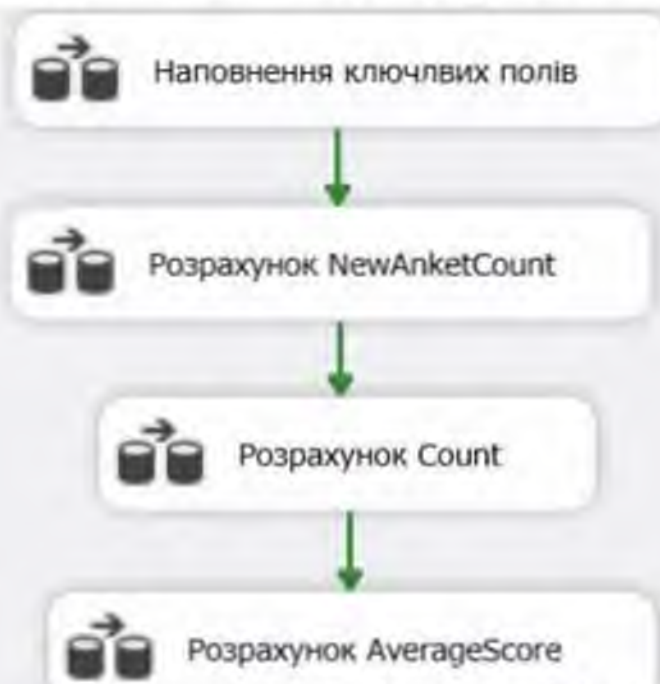 Наповнення ключлвих полів
Розрахунок NewAnketCount
Розрахунок Count
Розрахунок AverageScore